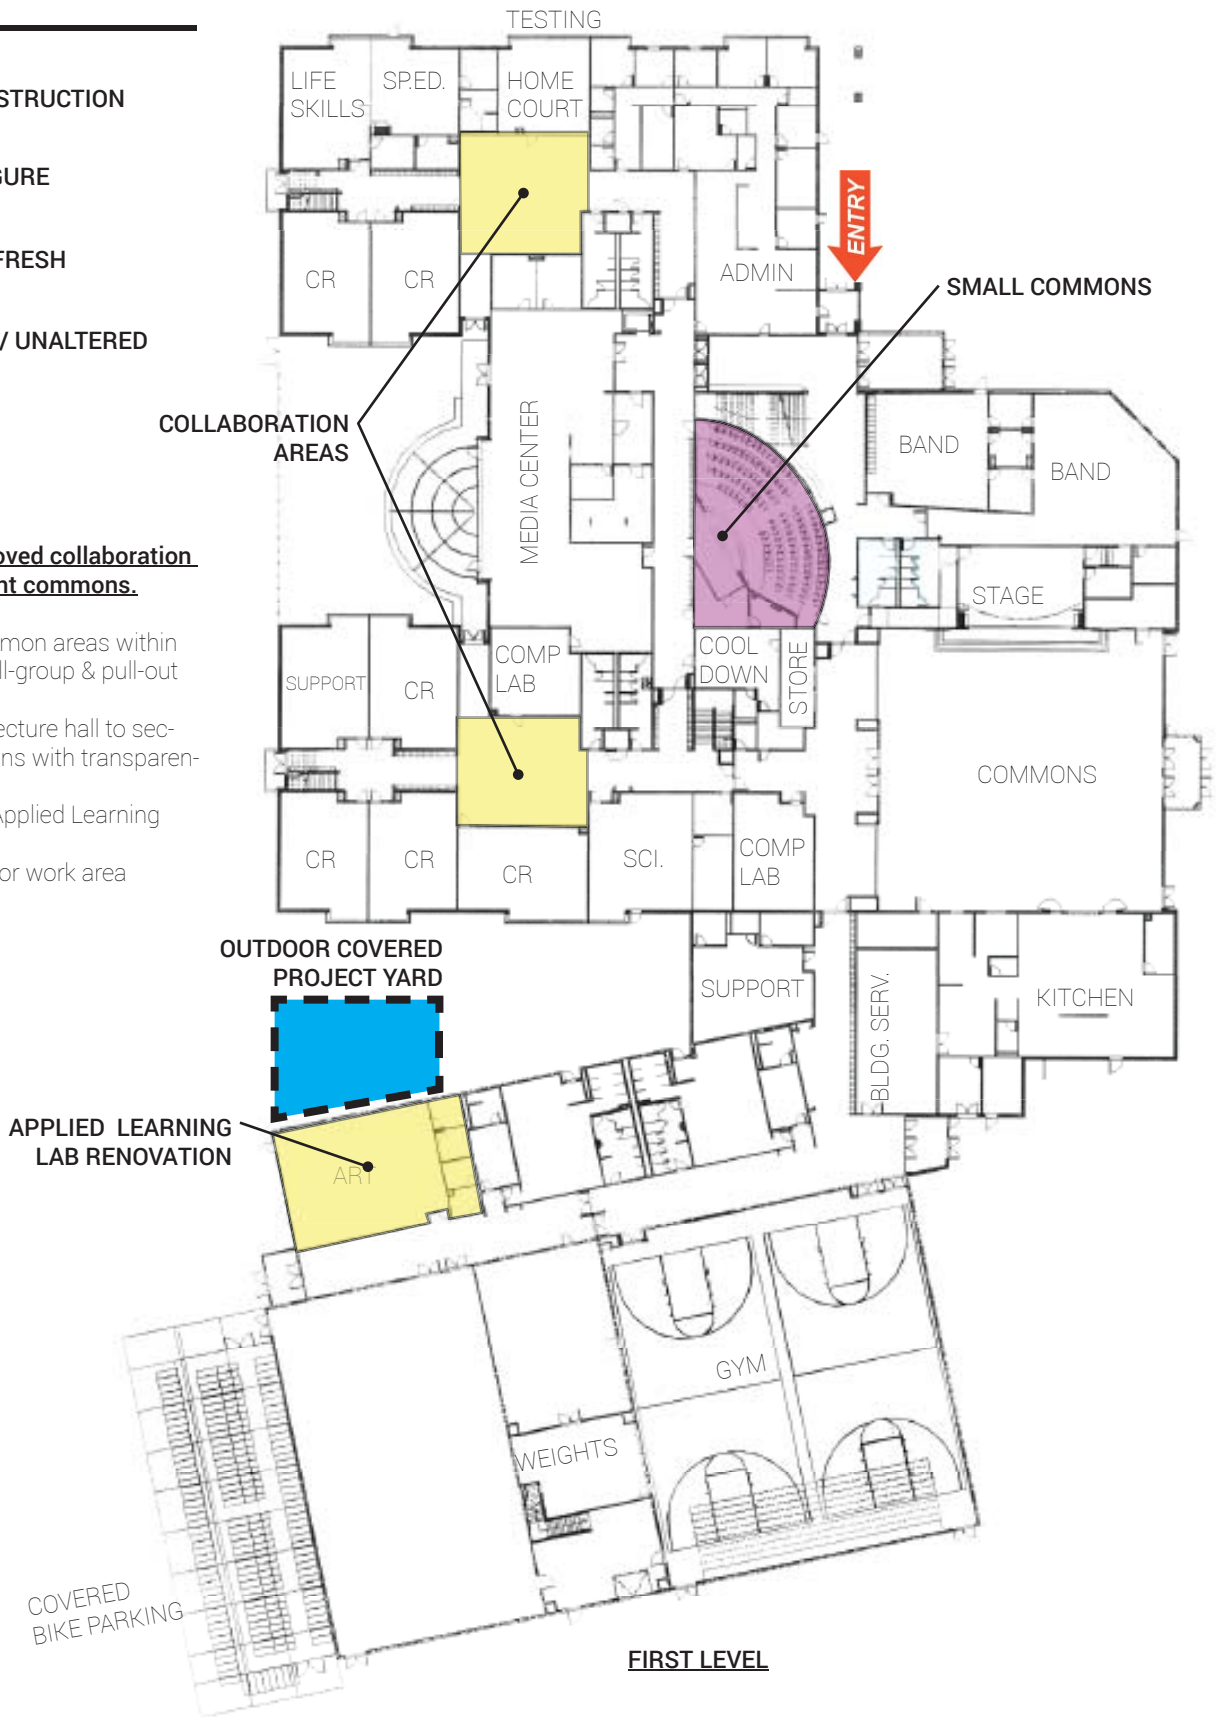 STRUCTION
GURE
FRESH
/ UNALTERED
oved collaboration
nt commons.
mon areas within
ll-group & pull-out
ecture hall to sec-
ns with transparen-
Applied Learning
or work area
TESTING
LIFE
SKILLS
SP.ED.
HOME
COURT
ENTRY
CR
CR
ADMIN
SMALL COMMONS
COLLABORATION
AREAS
MEDIA CENTER
BAND
BAND
STAGE
SUPPORT
CR
COMP
LAB
COOL
DOWN
STORE
COMMONS
CR
CR
CR
SCI.
COMP
LAB
OUTDOOR COVERED
PROJECT YARD
SUPPORT
BLDG. SERV.
KITCHEN
APPLIED LEARNING
LAB RENOVATION
ART
GYM
WEIGHTS
COVERED
BIKE PARKING
FIRST LEVEL